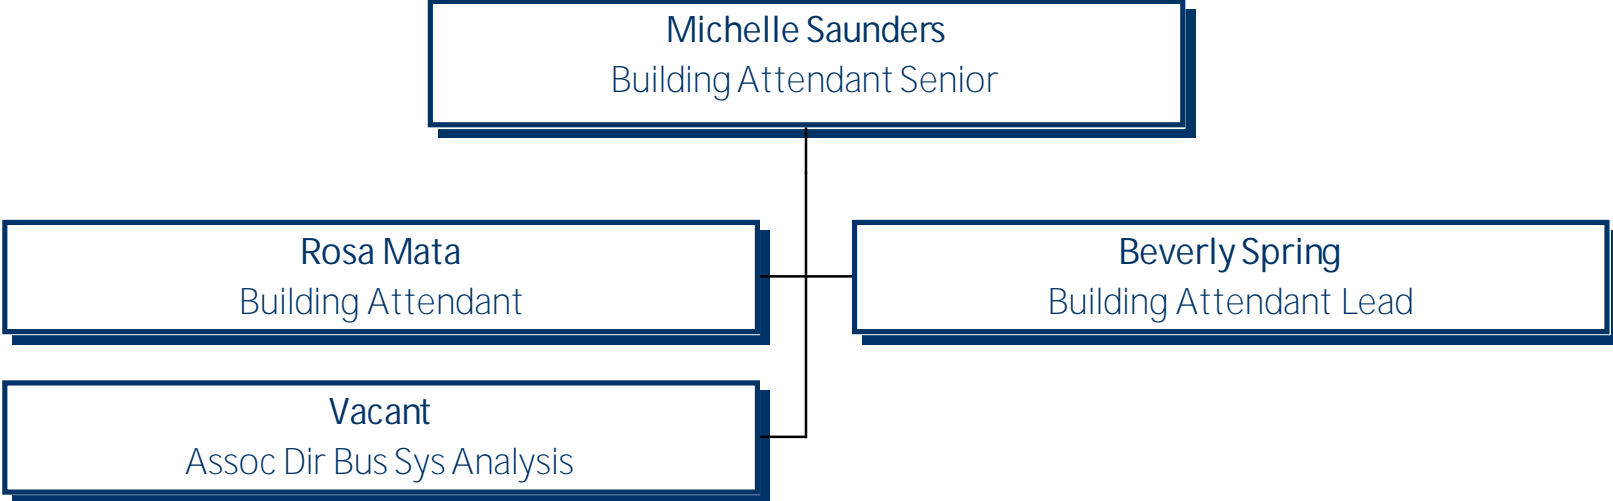 Michelle Saunders
Building Attendant Senior
Rosa Mata
Building Attendant
Beverly Spring
Building Attendant Lead
Vacant
Assoc Dir Bus Sys Analysis